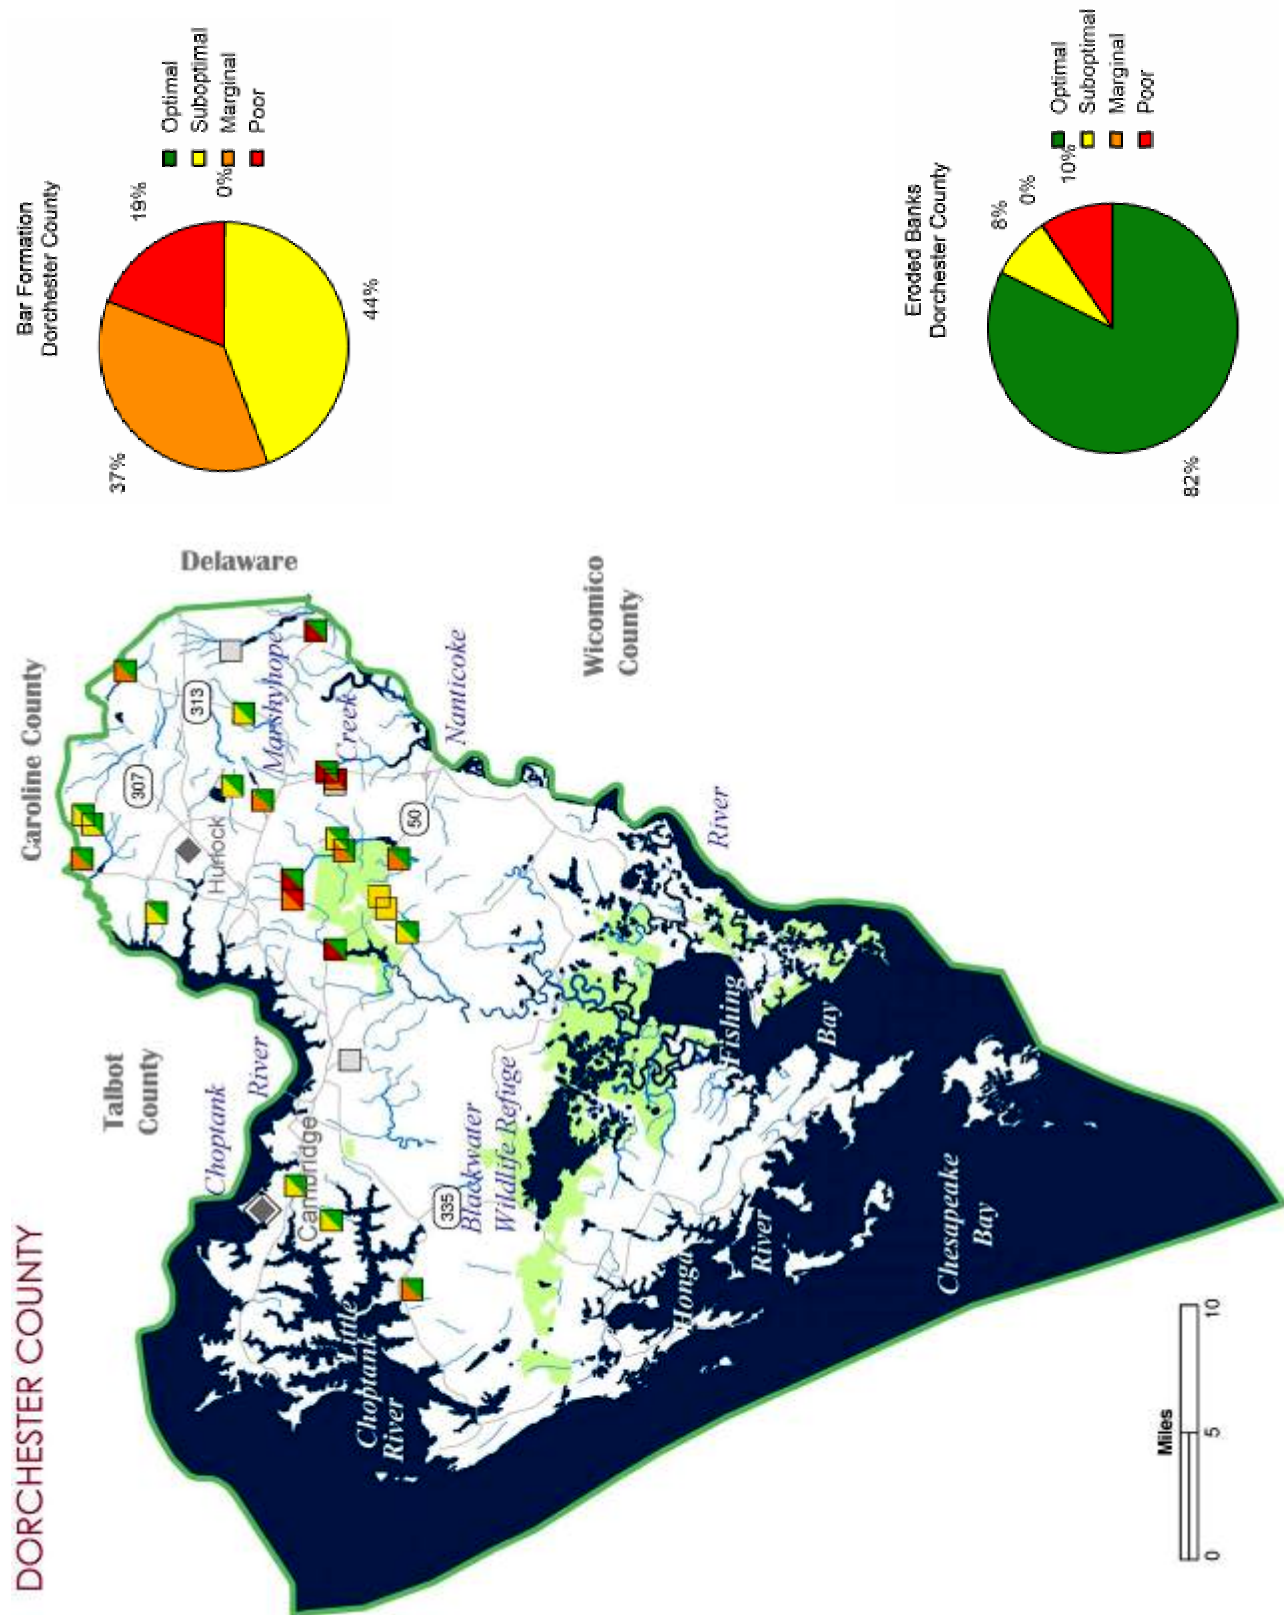 DORCHESTER COUNTY
Caroline County
Talbot
County
Delaware
Wicomico
County
Choptank
River
307
313
Hurlock
Marshyhope
Creek
50
Nanticoke
River
Cambridge
335
Blackwater
Wildlife Refuge
Little
Choptank
River
Fishing
Bay
Honga
River
Chesapeake
Bay
Miles
0
5
10
Bar Formation
Dorchester County
19%
0%
44%
37%
Optimal
Suboptimal
Marginal
Poor
Eroded Banks
Dorchester County
8%
0%
10%
82%
Optimal
Suboptimal
Marginal
Poor